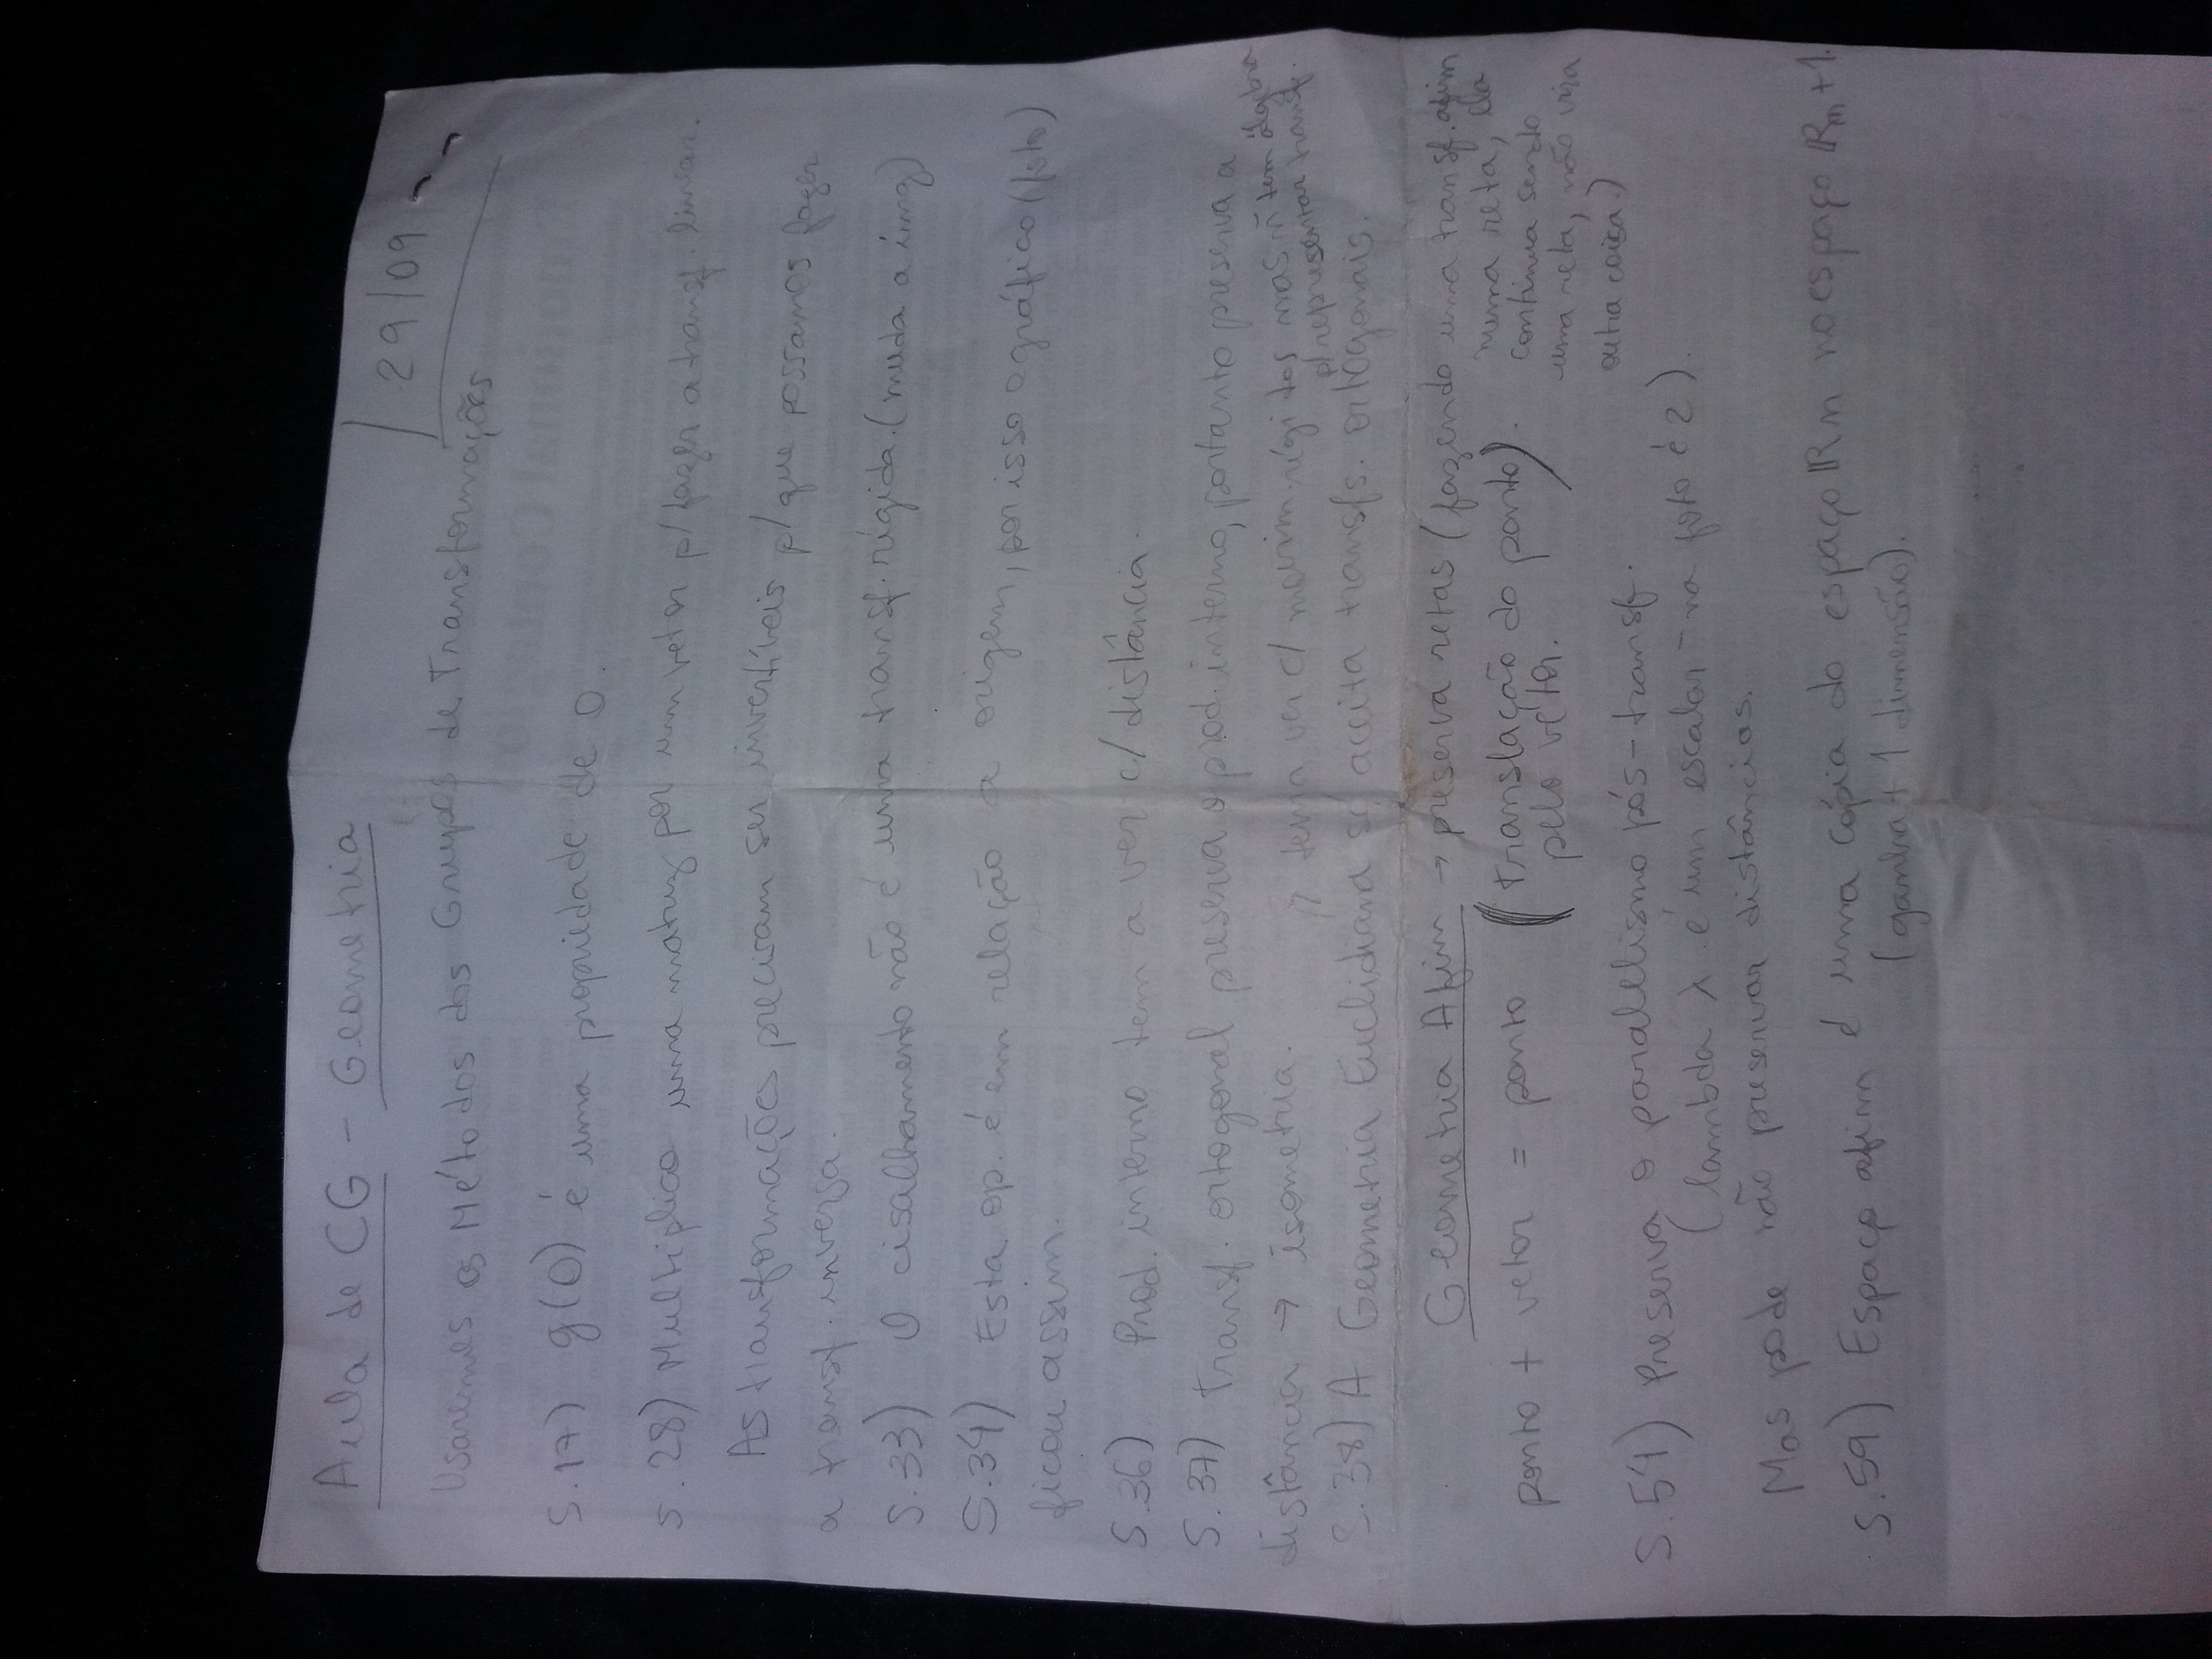 Aula de CG - Geometria
29/09
Usaremos os Métodos dos Grupos de Transformações
S.17) g(O) é uma propriedade de O.
S.28) Multiplico uma matriz por um vetor p/ fazer a transf. linear.
As transformações precisam ser invertíveis p/ que possamos fazer
a transf. inversa.
S.33) O cisalhamento não é uma transf. rígida. (muda a img)
S.34) Esta op. é em relação a origem, por isso o gráfico (foto)
ficou assim.
S.36) Prod. interno tem a ver c/ distância.
S.37) Transf. ortogonal preserva o prod. interno, portanto preserva a
distância → isometria.
tem a ver c/ movim. rígidos mas ñ tem álgebra
p/ representar transf.
S.38) A Geometria Euclidiana só aceita transfs. ortogonais.
Geometria Afim → preserva retas (fazendo uma transf. afim
numa reta, ela
continua sendo
uma reta, não vira
outra coisa.)
ponto + vetor = ponto (translação do ponto).
pelo vetor.
S.54) Preserva o paralelismo pós-transf.
(lambda λ é um escalar - na foto é 2).
Mas pode não preservar distâncias.
S.59) Espaço afim é uma cópia do espaço ℝn no espaço ℝn+1.
(ganha + 1 dimensão).